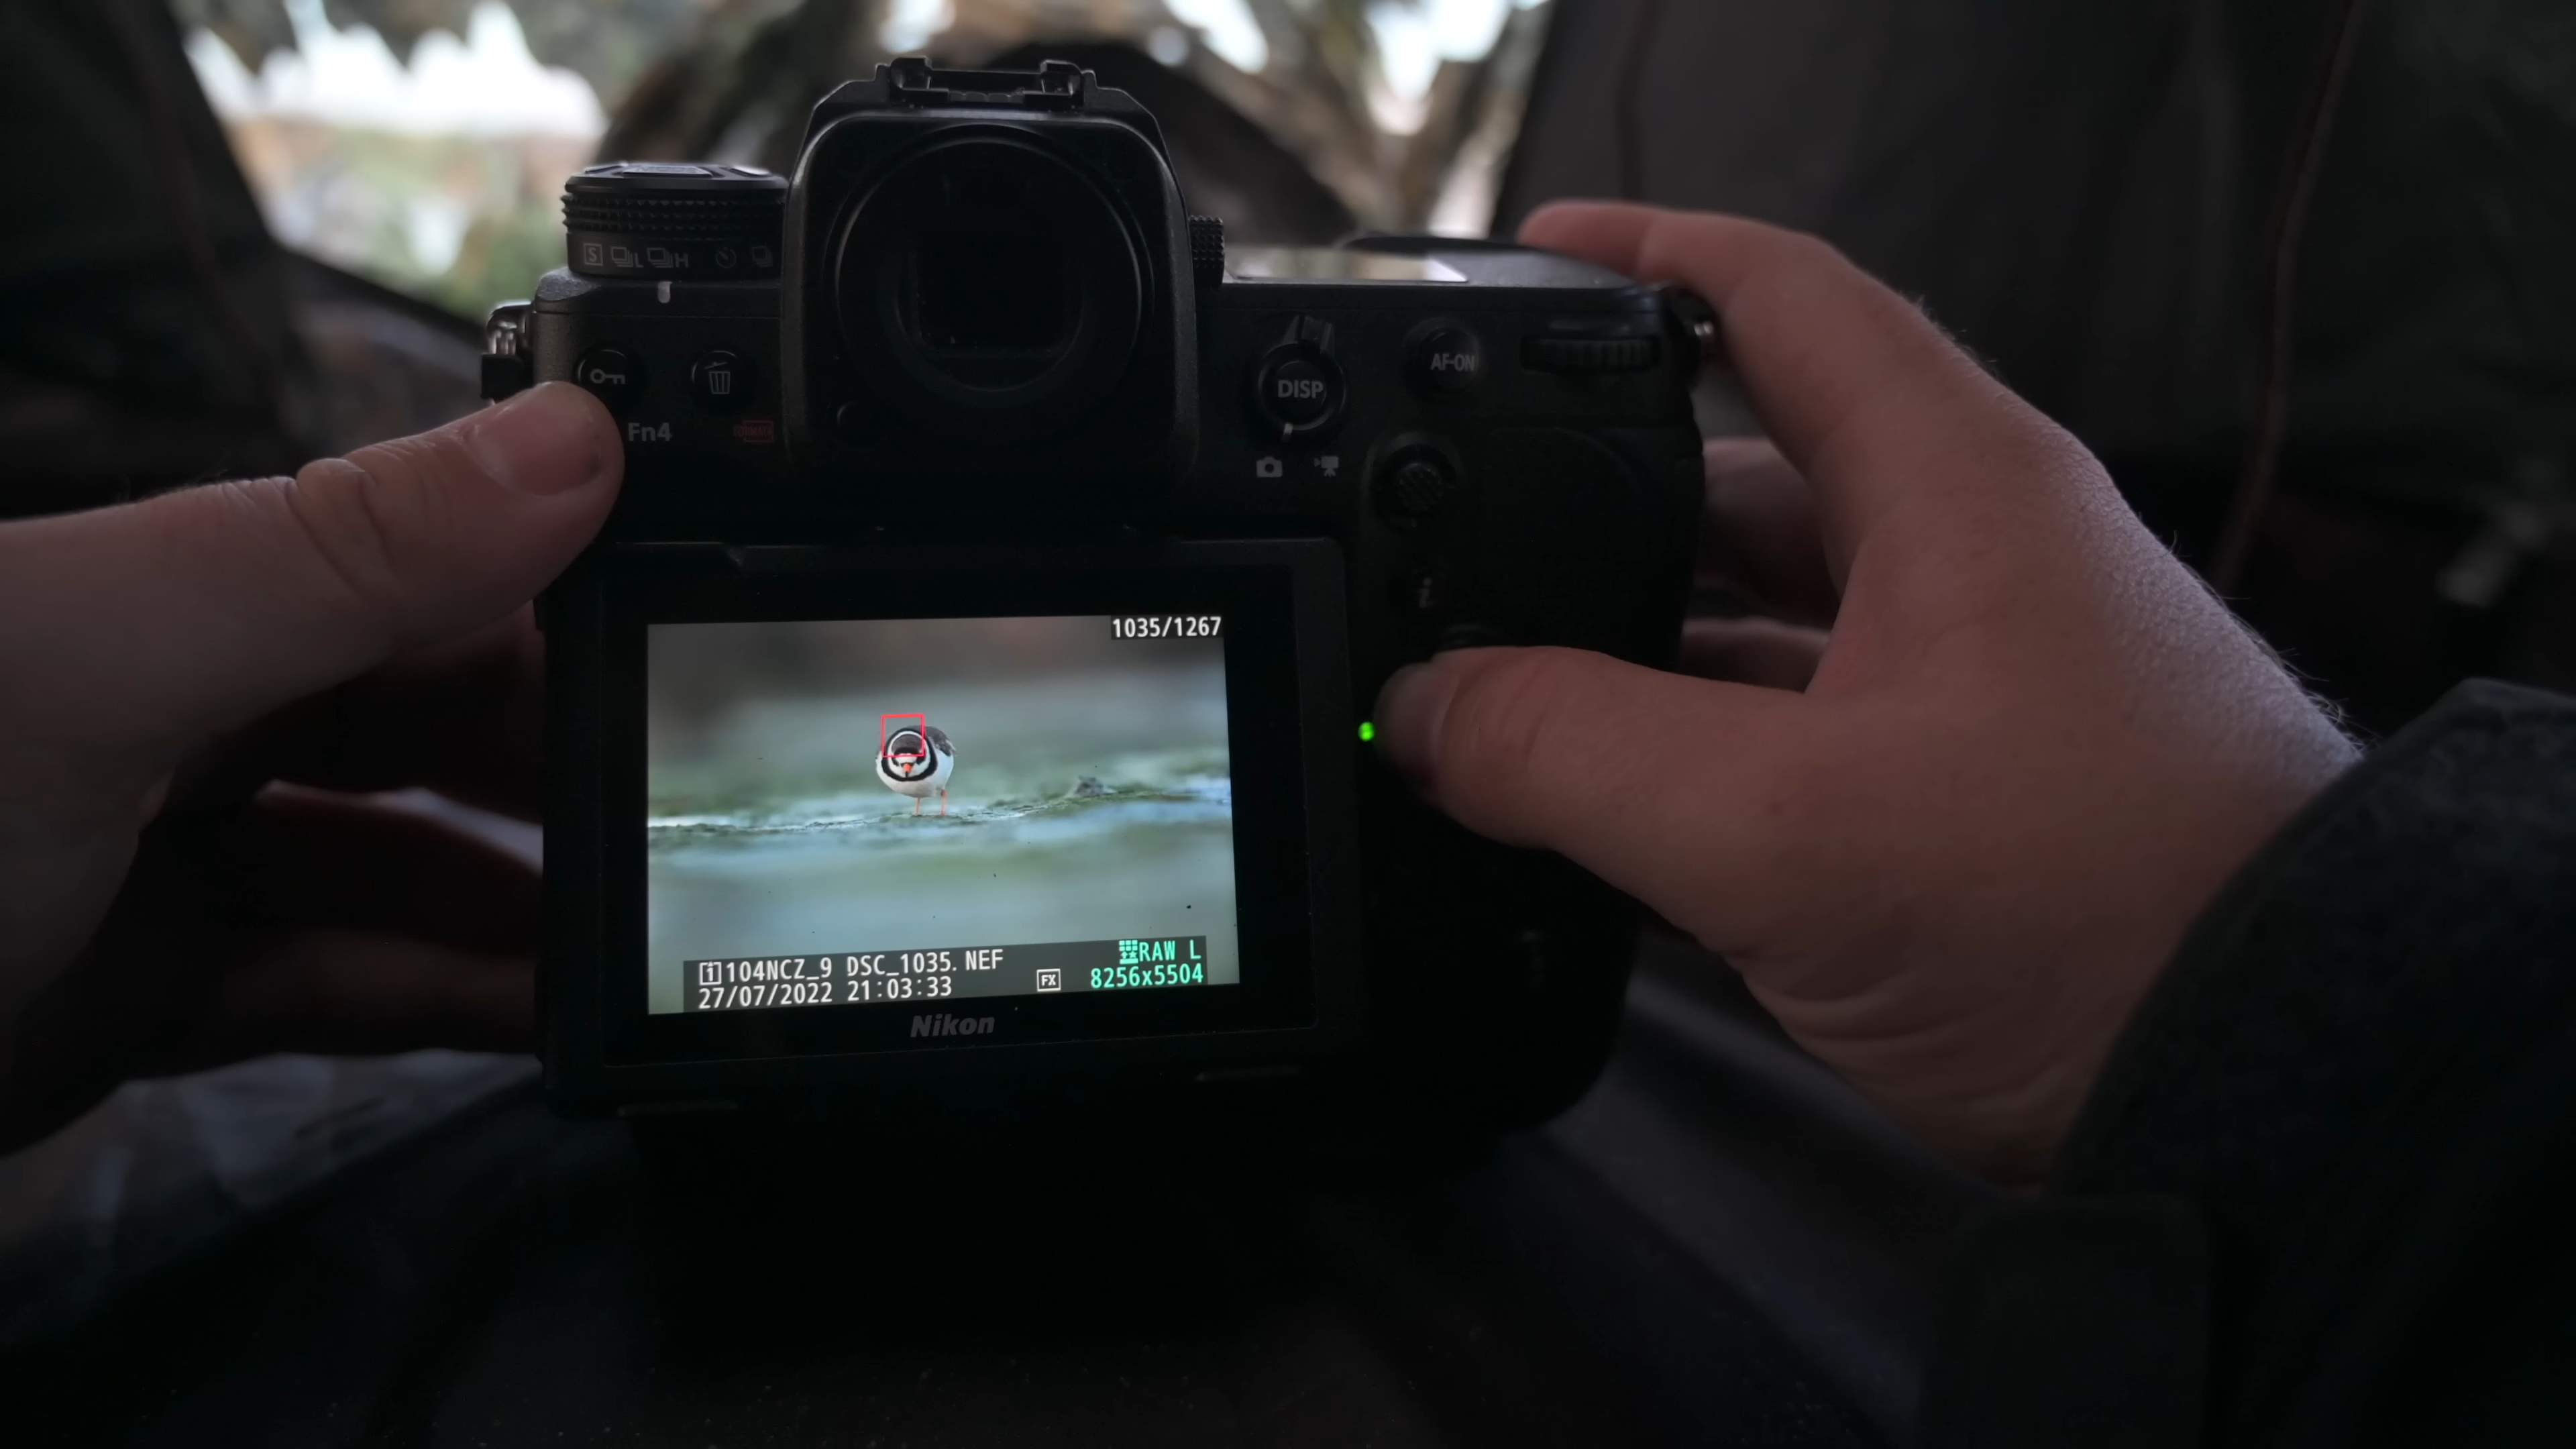 S L H
Fn4
DISP
AF-ON
i
1035/1267
1 104NCZ_9 DSC_1035.NEF RAW L
27/07/2022 21:03:33 FX 8256x5504
Nikon